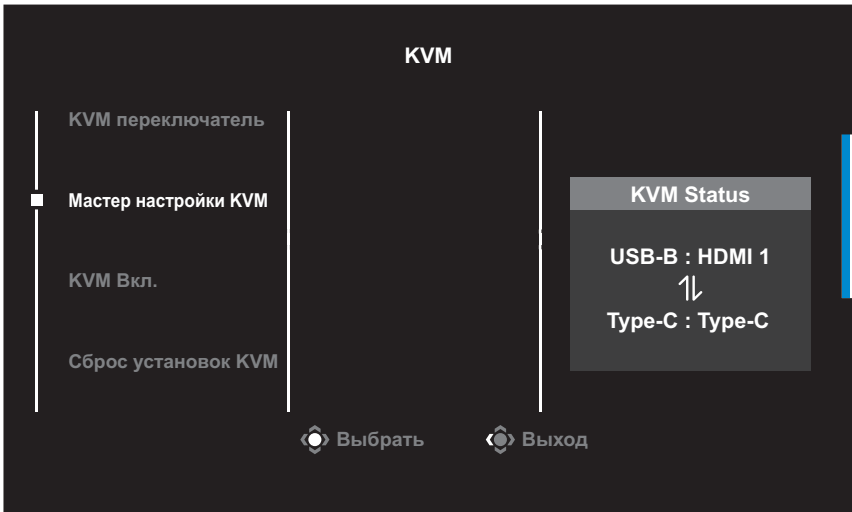 KVM
KVM переключатель
Мастер настройки KVM
KVM Вкл.
Сброс установок KVM
KVM Status
USB-B : HDMI 1
Type-C : Type-C
Выбрать
Выход